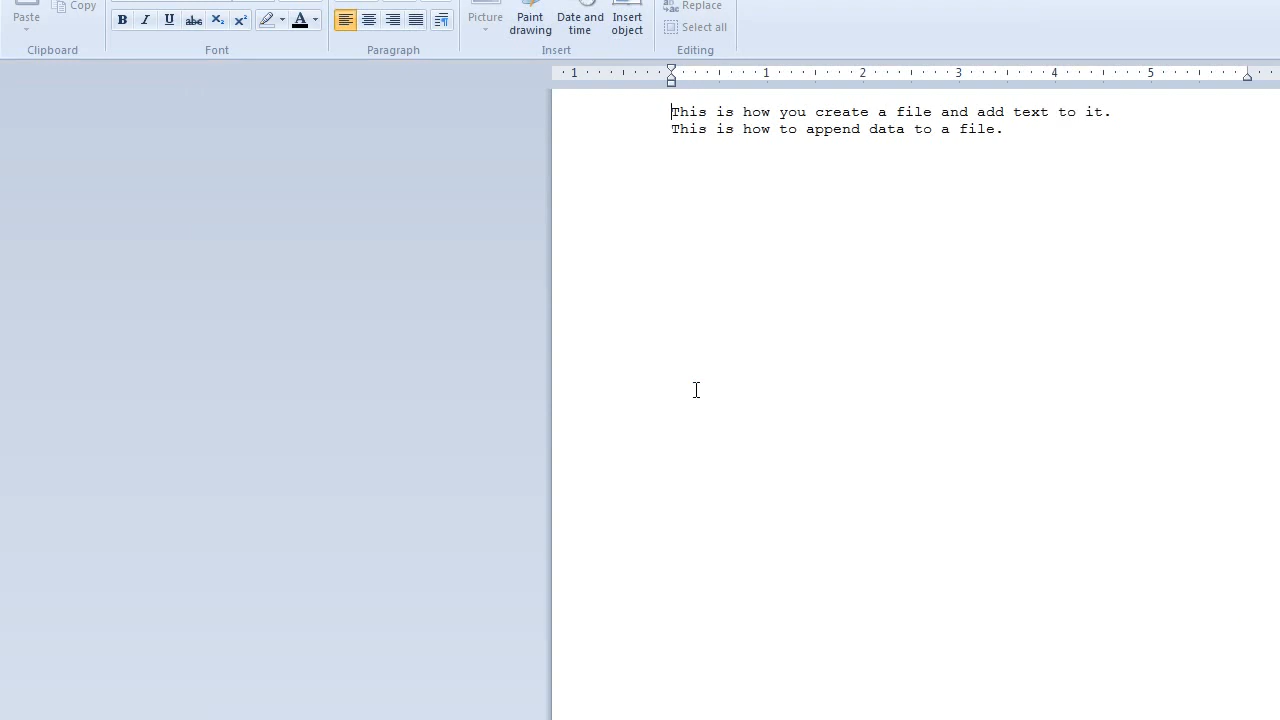 Paste
Copy
Clipboard
B I U abc X₂ X² A
Font
Paragraph
Picture
Paint drawing
Date and time
Insert object
Insert
Replace
Select all
Editing
1 1 2 3 4 5
This is how you create a file and add text to it.
This is how to append data to a file.